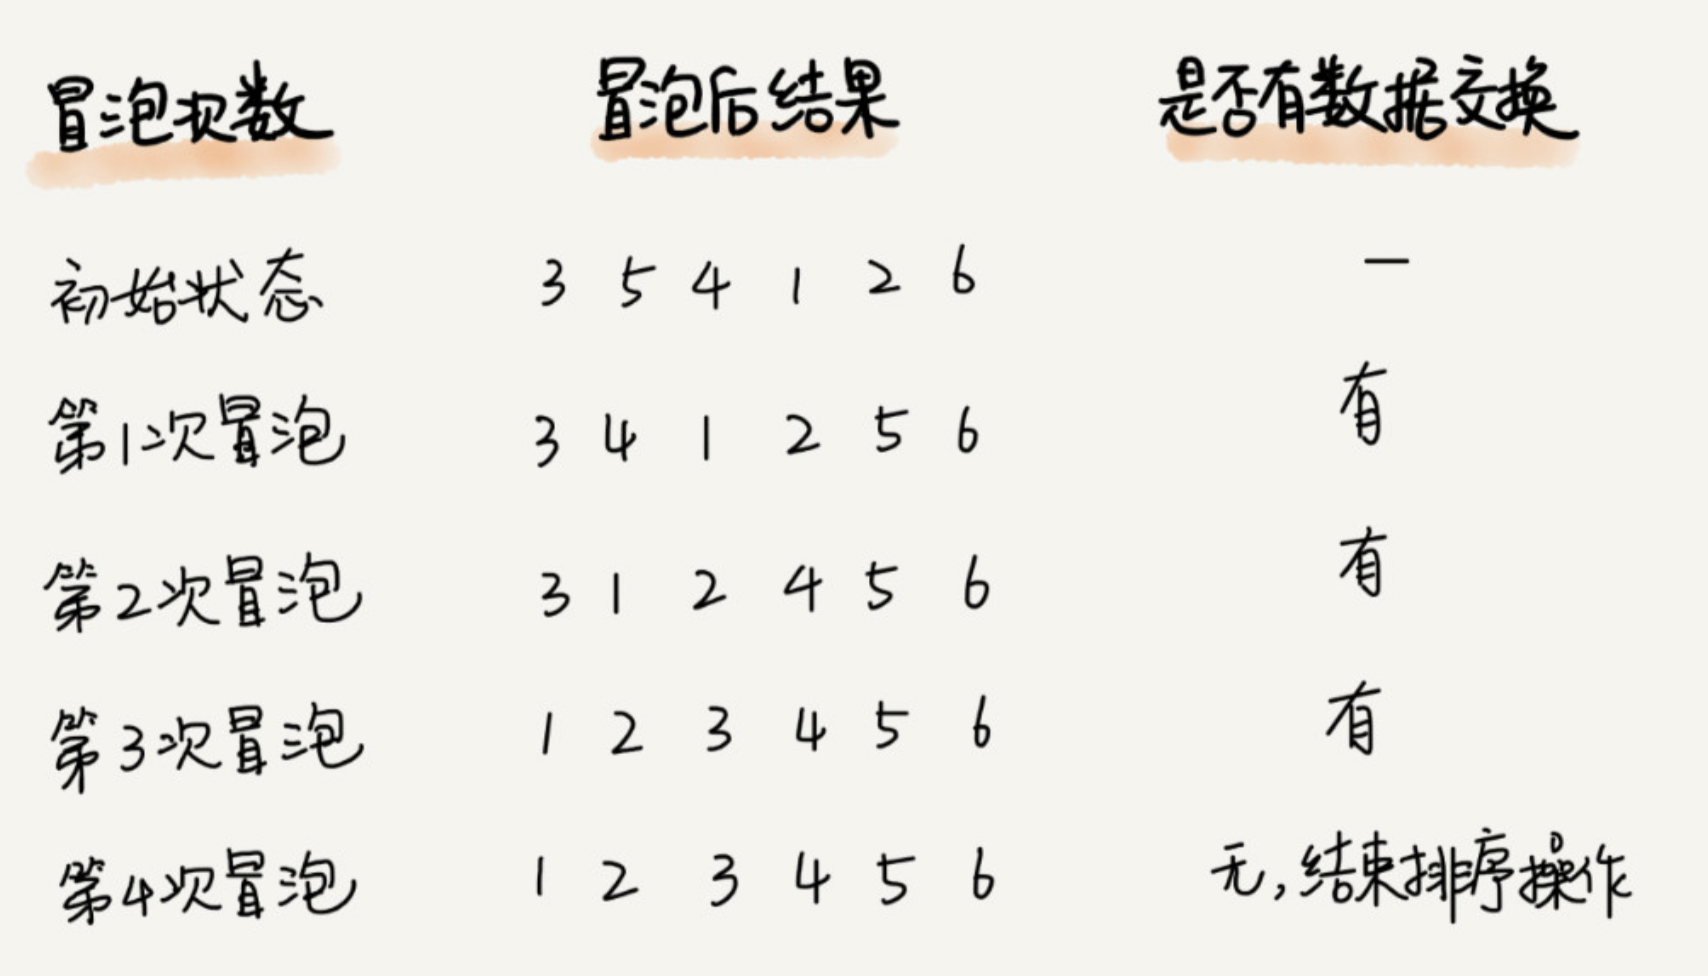 冒泡次数 冒泡后结果 是否有数据交换
初始状态 3 5 4 1 2 6 —
第1次冒泡 3 4 1 2 5 6 有
第2次冒泡 3 1 2 4 5 6 有
第3次冒泡 1 2 3 4 5 6 有
第4次冒泡 1 2 3 4 5 6 无,结束排序操作